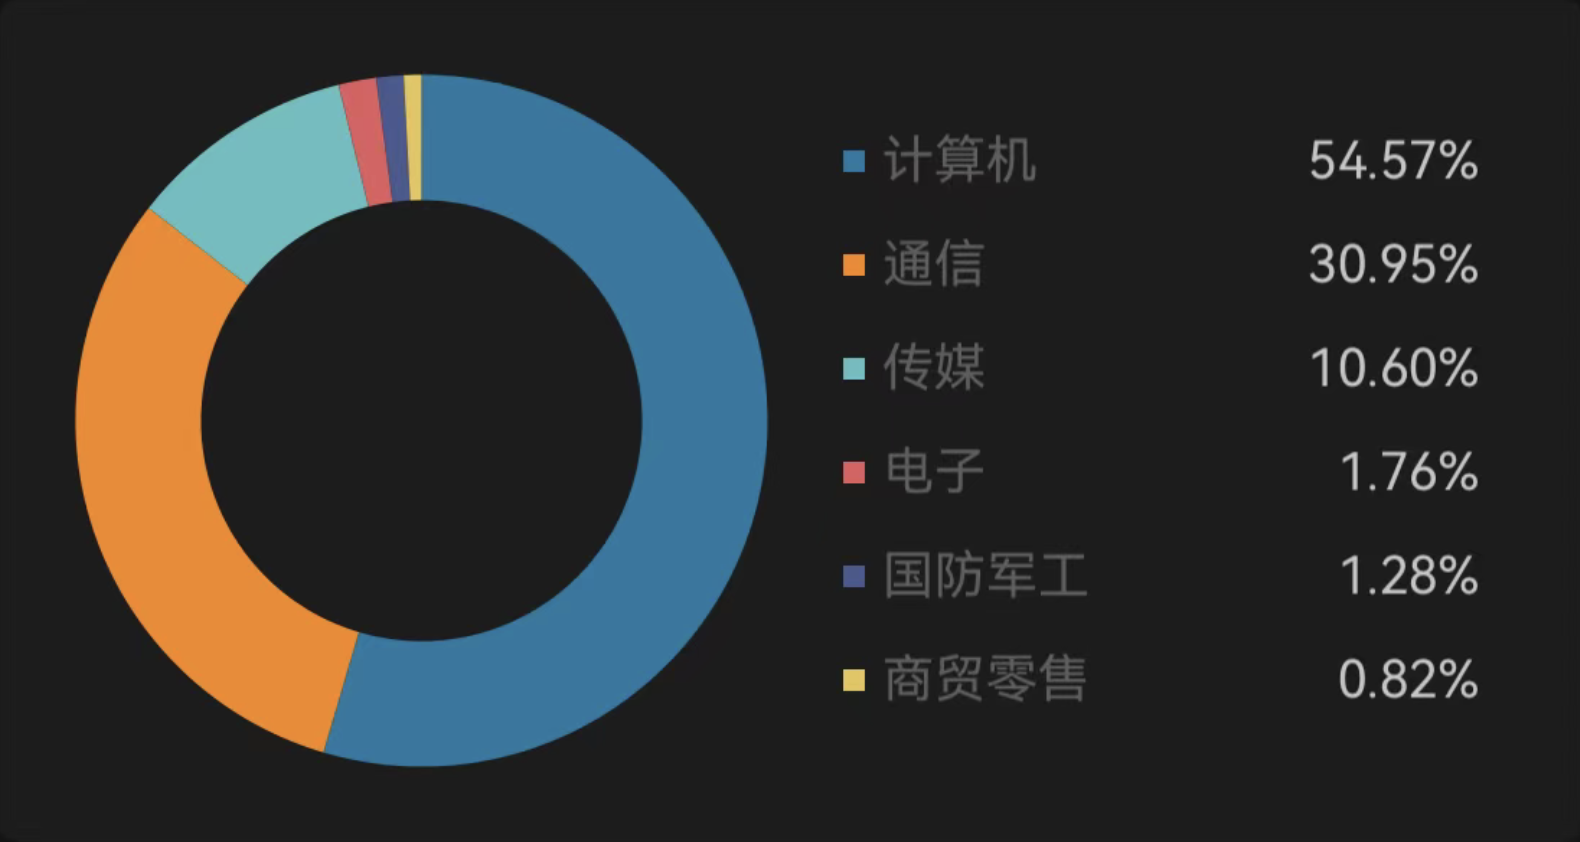 计算机 54.57%
通信 30.95%
传媒 10.60%
电子 1.76%
国防军工 1.28%
商贸零售 0.82%